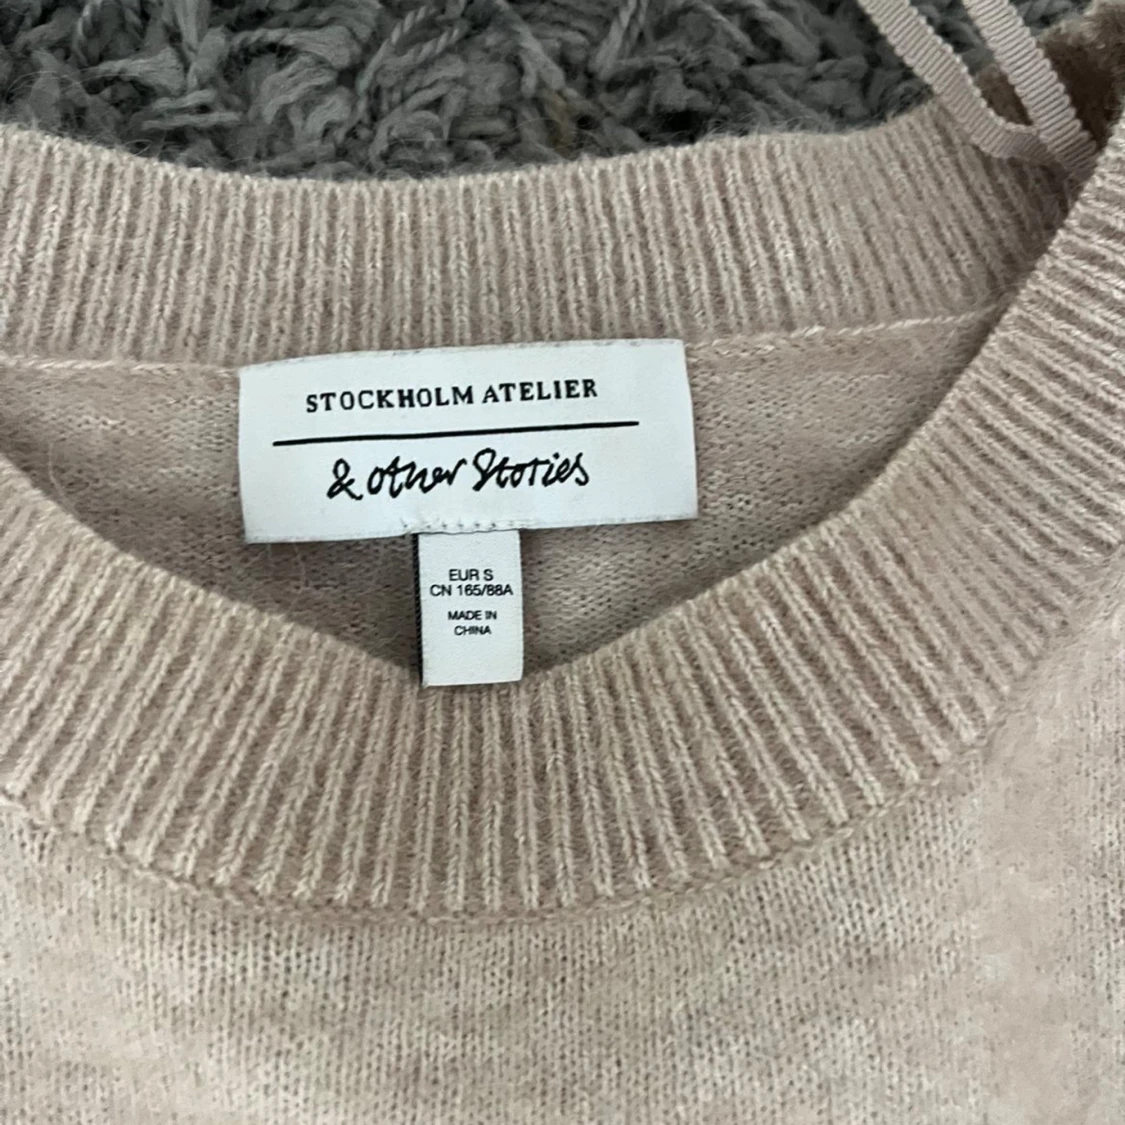 STOCKHOLM ATELIER
& other Stories
EUR S
CN 165/88A
MADE IN
CHINA